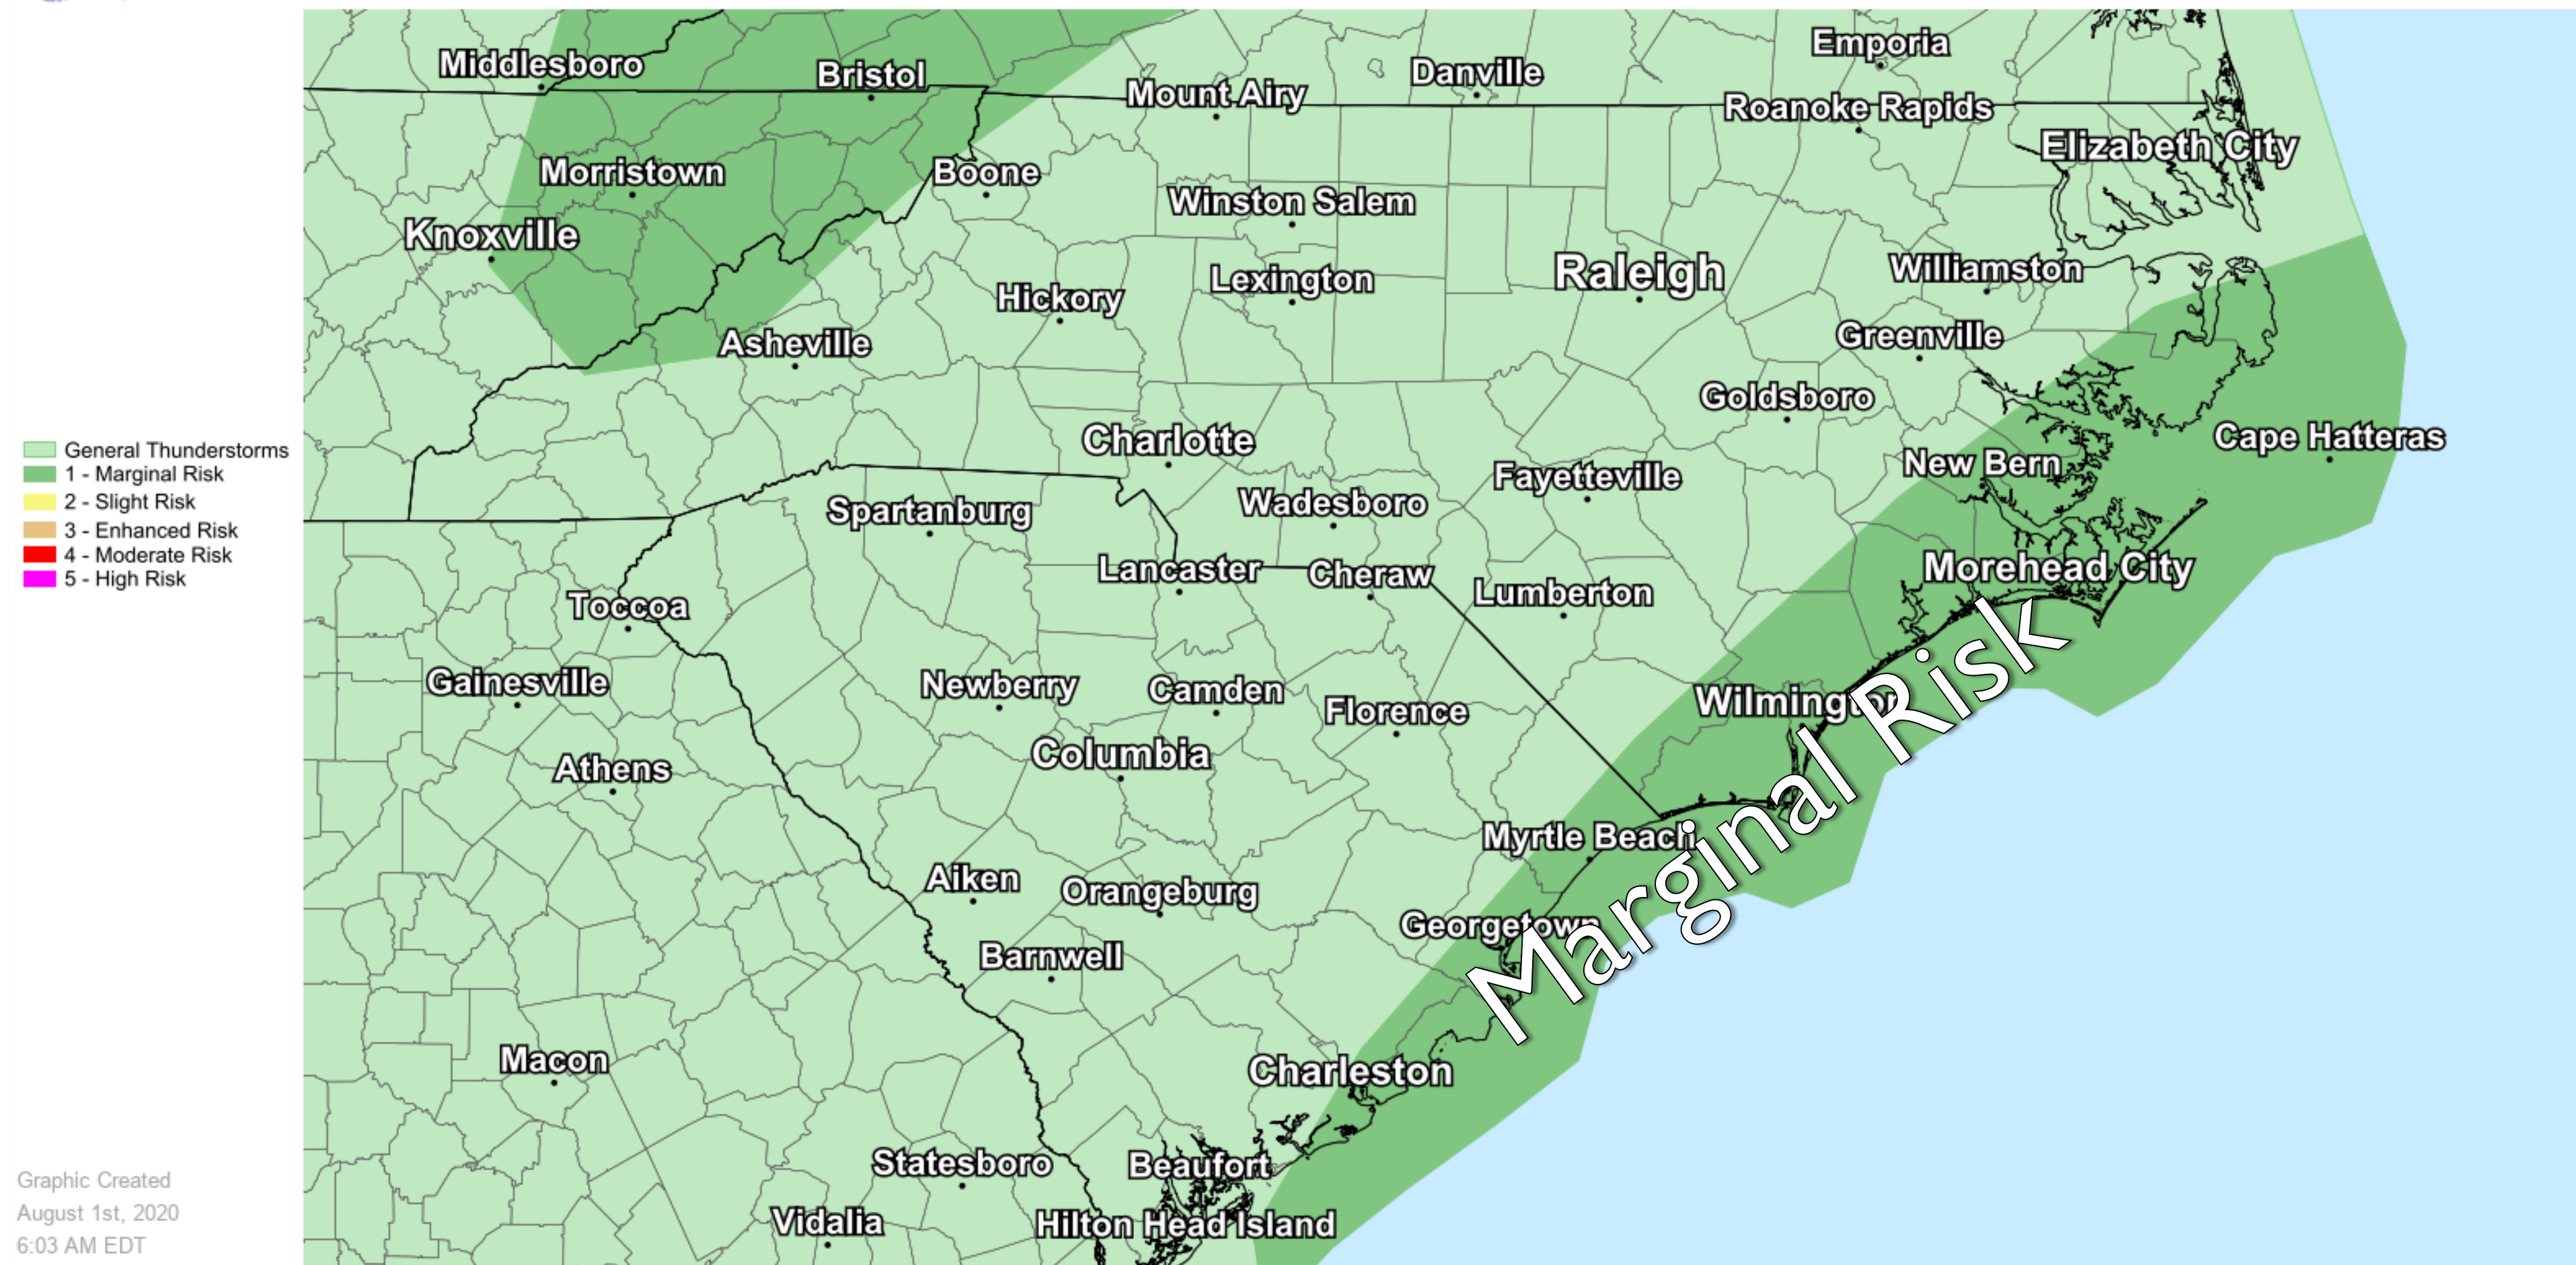 Middlesboro
Bristol
Mount Airy
Danville
Emporia
Roanoke Rapids
Elizabeth City
Morristown
Boone
Winston Salem
Knoxville
Hickory
Lexington
Raleigh
Williamston
Asheville
Greenville
Goldsboro
Charlotte
Cape Hatteras
New Bern
Fayetteville
Wadesboro
Spartanburg
Lancaster
Cheraw
Lumberton
Morehead City
Toccoa
Gainesville
Newberry
Camden
Florence
Wilmington
Columbia
Athens
Myrtle Beach
Aiken
Orangeburg
Georgetown
Barnwell
Marginal Risk
Macon
Charleston
Statesboro
Beaufort
Vidalia
Hilton Head Island
General Thunderstorms
1 - Marginal Risk
2 - Slight Risk
3 - Enhanced Risk
4 - Moderate Risk
5 - High Risk
Graphic Created
August 1st, 2020
6:03 AM EDT